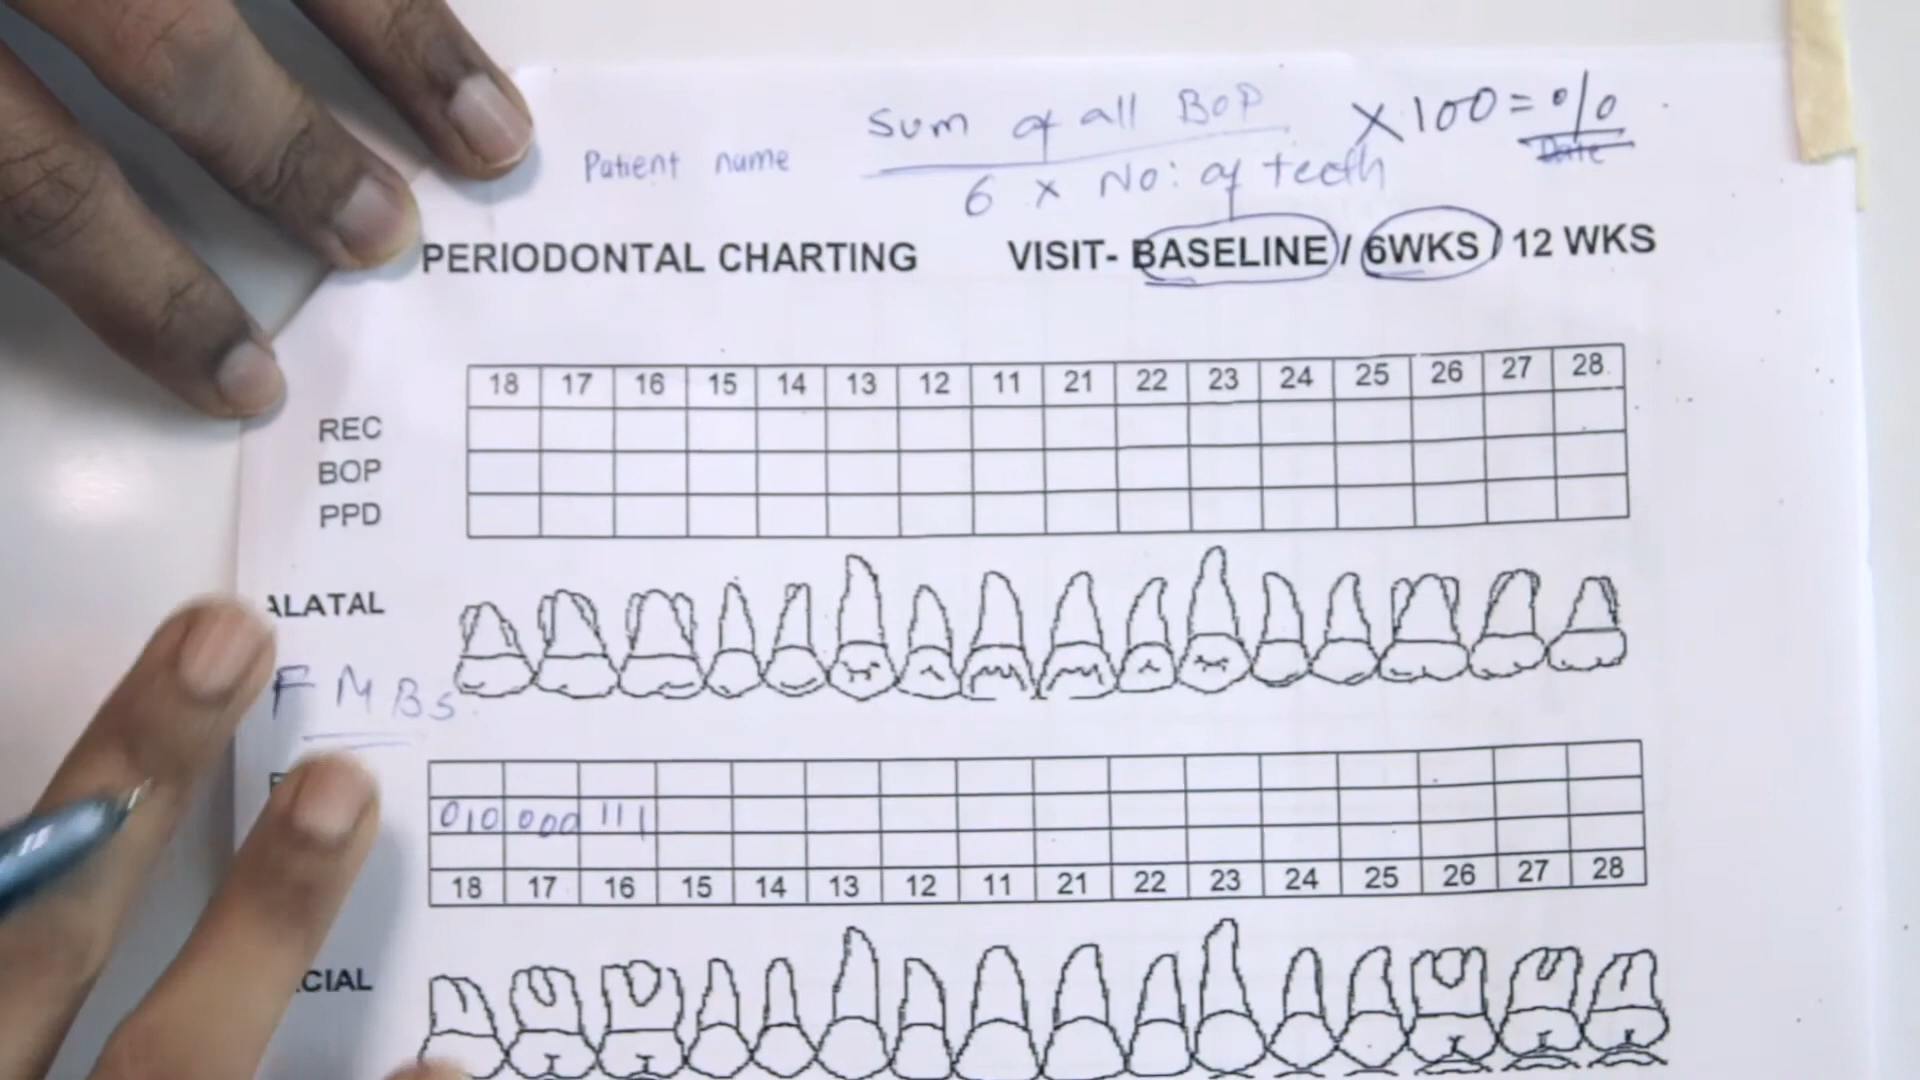 Sum of all BOP × 100 = %
Patient name
6 × No: of teeth
Date
PERIODONTAL CHARTING VISIT- BASELINE / 6WKS / 12 WKS
18 17 16 15 14 13 12 11 21 22 23 24 25 26 27 28
REC
BOP
PPD
ALATAL
FMBS
010 000 111
18 17 16 15 14 13 12 11 21 22 23 24 25 26 27 28
CIAL